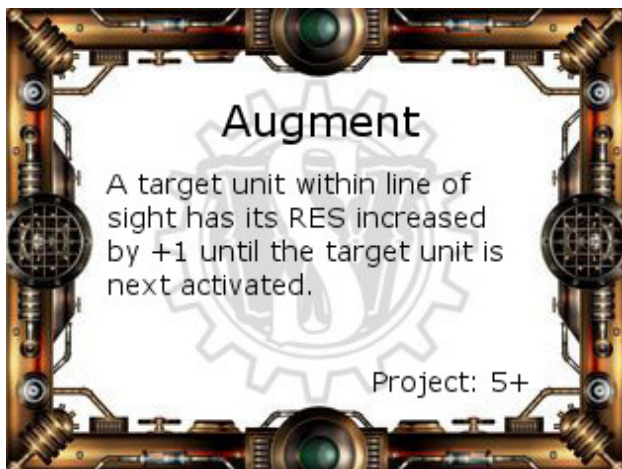 Augment
A target unit within line of
sight has its RES increased
by +1 until the target unit is
next activated.
Project: 5+